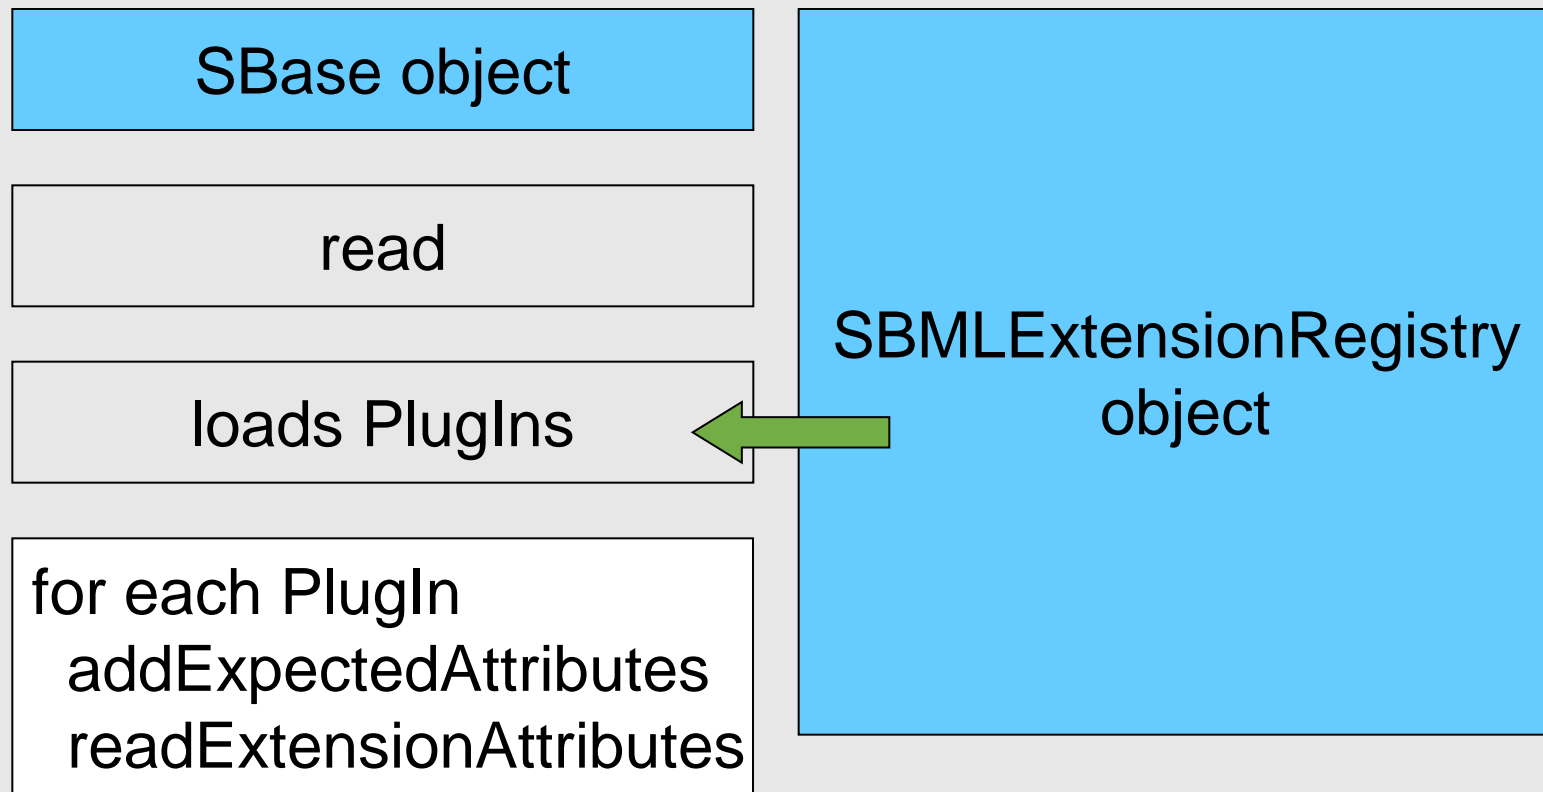 SBase object
read
loads PlugIns
for each PlugIn
addExpectedAttributes
readExtensionAttributes
SBMLExtensionRegistry
object